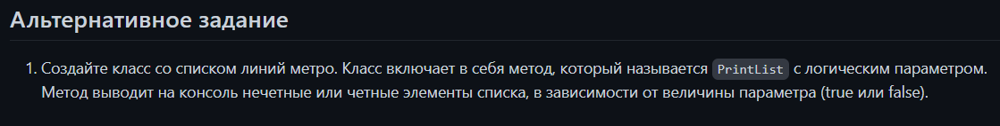 Альтернативное задание
1. Создайте класс со списком линий метро. Класс включает в себя метод, который называется PrintList с логическим параметром.
Метод выводит на консоль нечетные или четные элементы списка, в зависимости от величины параметра (true или false).